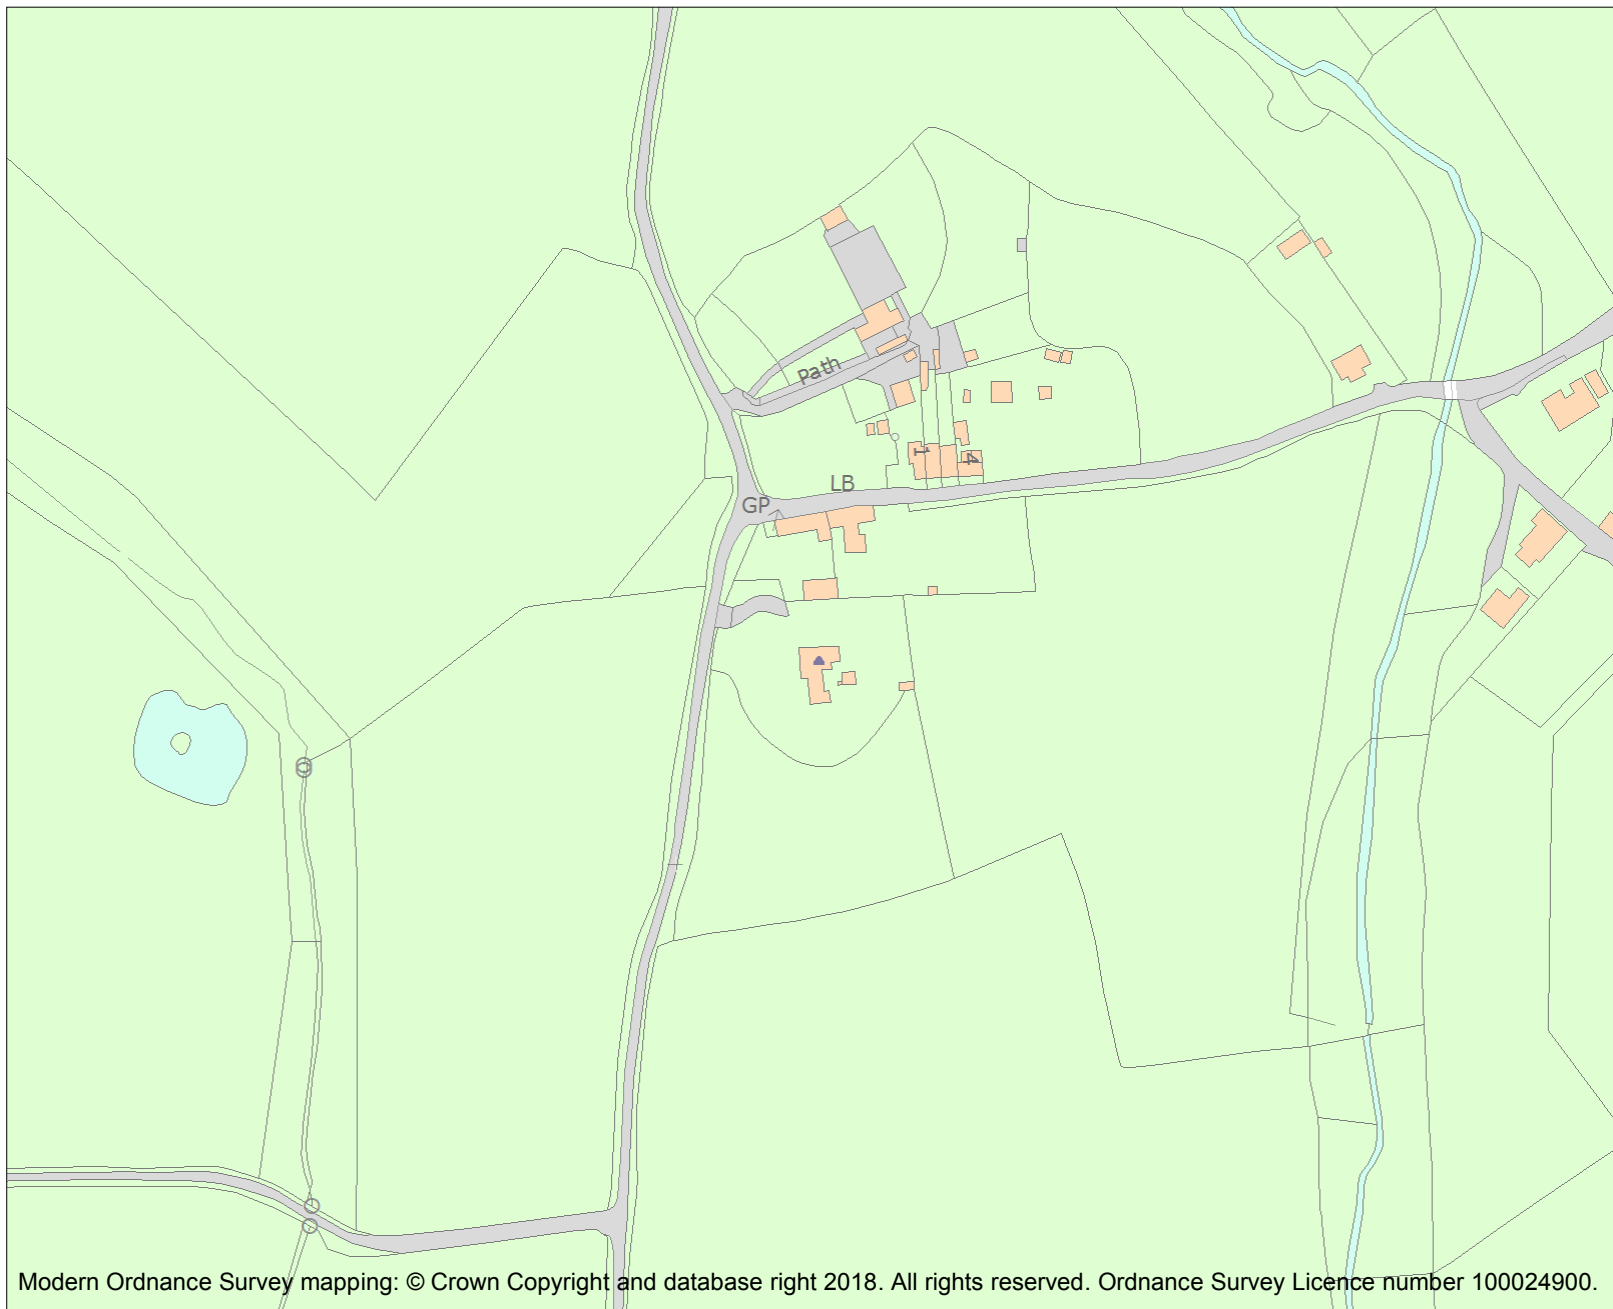 Path
1
4
LB
GP
Modern Ordnance Survey mapping: © Crown Copyright and database right 2018. All rights reserved. Ordnance Survey Licence number 100024900.